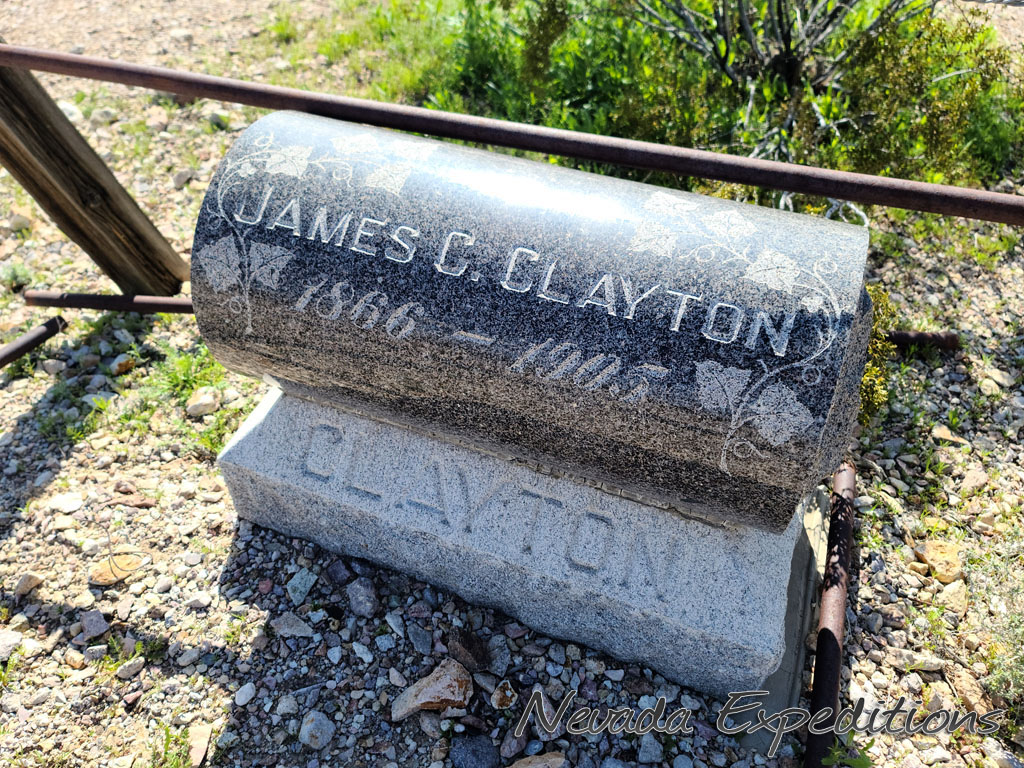 JAMES C. CLAYTON
1866 – 1905
CLAYTON
Nevada Expeditions